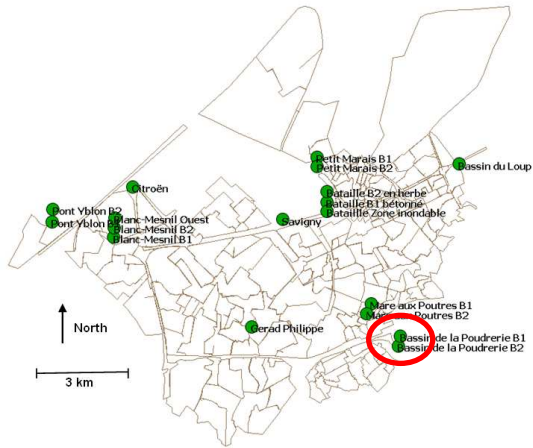 Petit Marais B1
Petit Marais B2
Bassin du Loup
Citroën
Bataille B2 en herbe
Bataille B1 bétonné
Bataille Zone inondable
Pont Yblon B2
Pont Yblon
Blanc-Mesnil Ouest
Blanc-Mesnil B2
Blanc-Mesnil B1
Savigny
Mare aux Poutres B1
Mare aux Poutres B2
Gerad Philippe
Bassin de la Poudrerie B1
Bassin de la Poudrerie B2
North
3 km